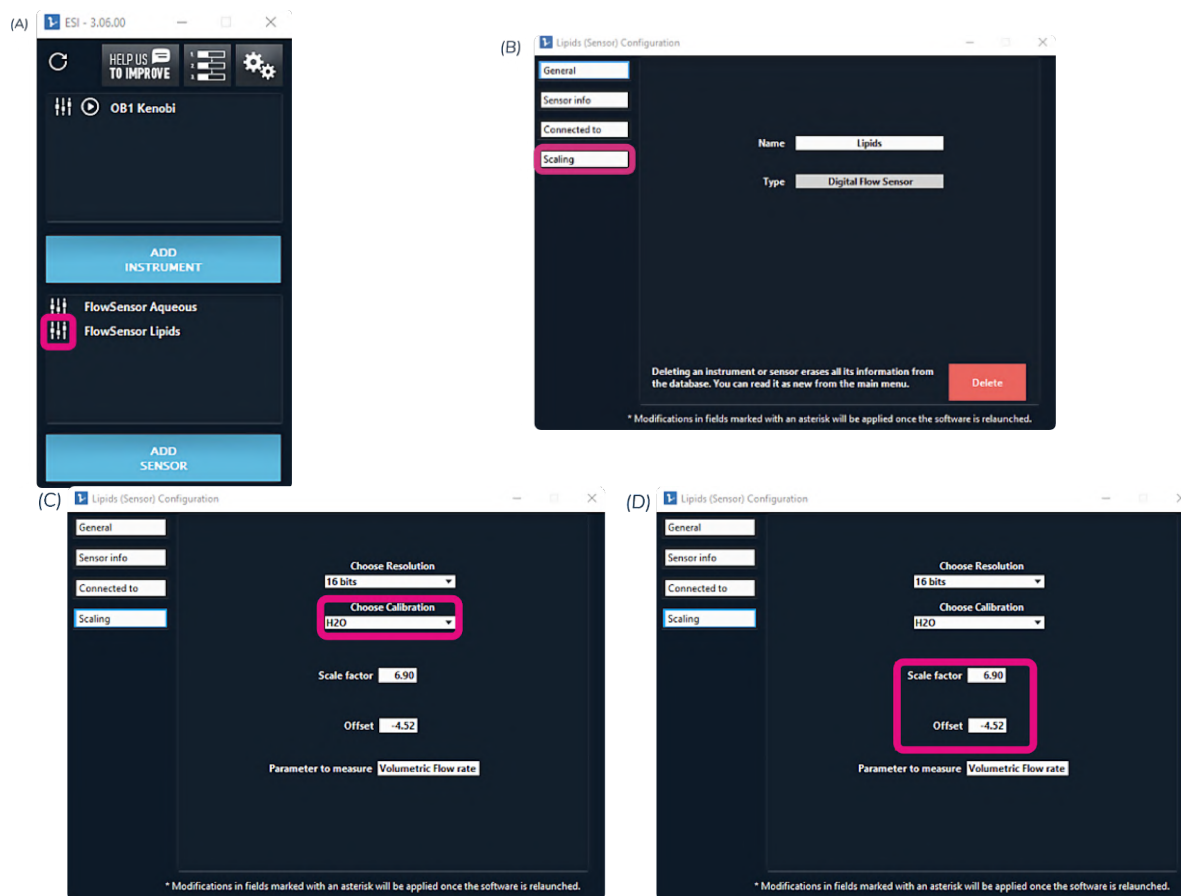 (A)
ESI - 3.06.00
HELP US
TO IMPROVE
OB1 Kenobi
ADD
INSTRUMENT
FlowSensor Aqueous
FlowSensor Lipids
ADD
SENSOR
(B)
Lipids (Sensor) Configuration
General
Sensor info
Connected to
Scaling
Name Lipids
Type Digital Flow Sensor
Deleting an instrument or sensor erases all its information from
the database. You can read it as new from the main menu.
Delete
* Modifications in fields marked with an asterisk will be applied once the software is relaunched.
(C)
Lipids (Sensor) Configuration
General
Sensor info
Connected to
Scaling
Choose Resolution
16 bits
Choose Calibration
H2O
Scale factor 6.90
Offset -4.52
Parameter to measure Volumetric Flow rate
* Modifications in fields marked with an asterisk will be applied once the software is relaunched.
(D)
Lipids (Sensor) Configuration
General
Sensor info
Connected to
Scaling
Choose Resolution
16 bits
Choose Calibration
H2O
Scale factor 6.90
Offset -4.52
Parameter to measure Volumetric Flow rate
* Modifications in fields marked with an asterisk will be applied once the software is relaunched.